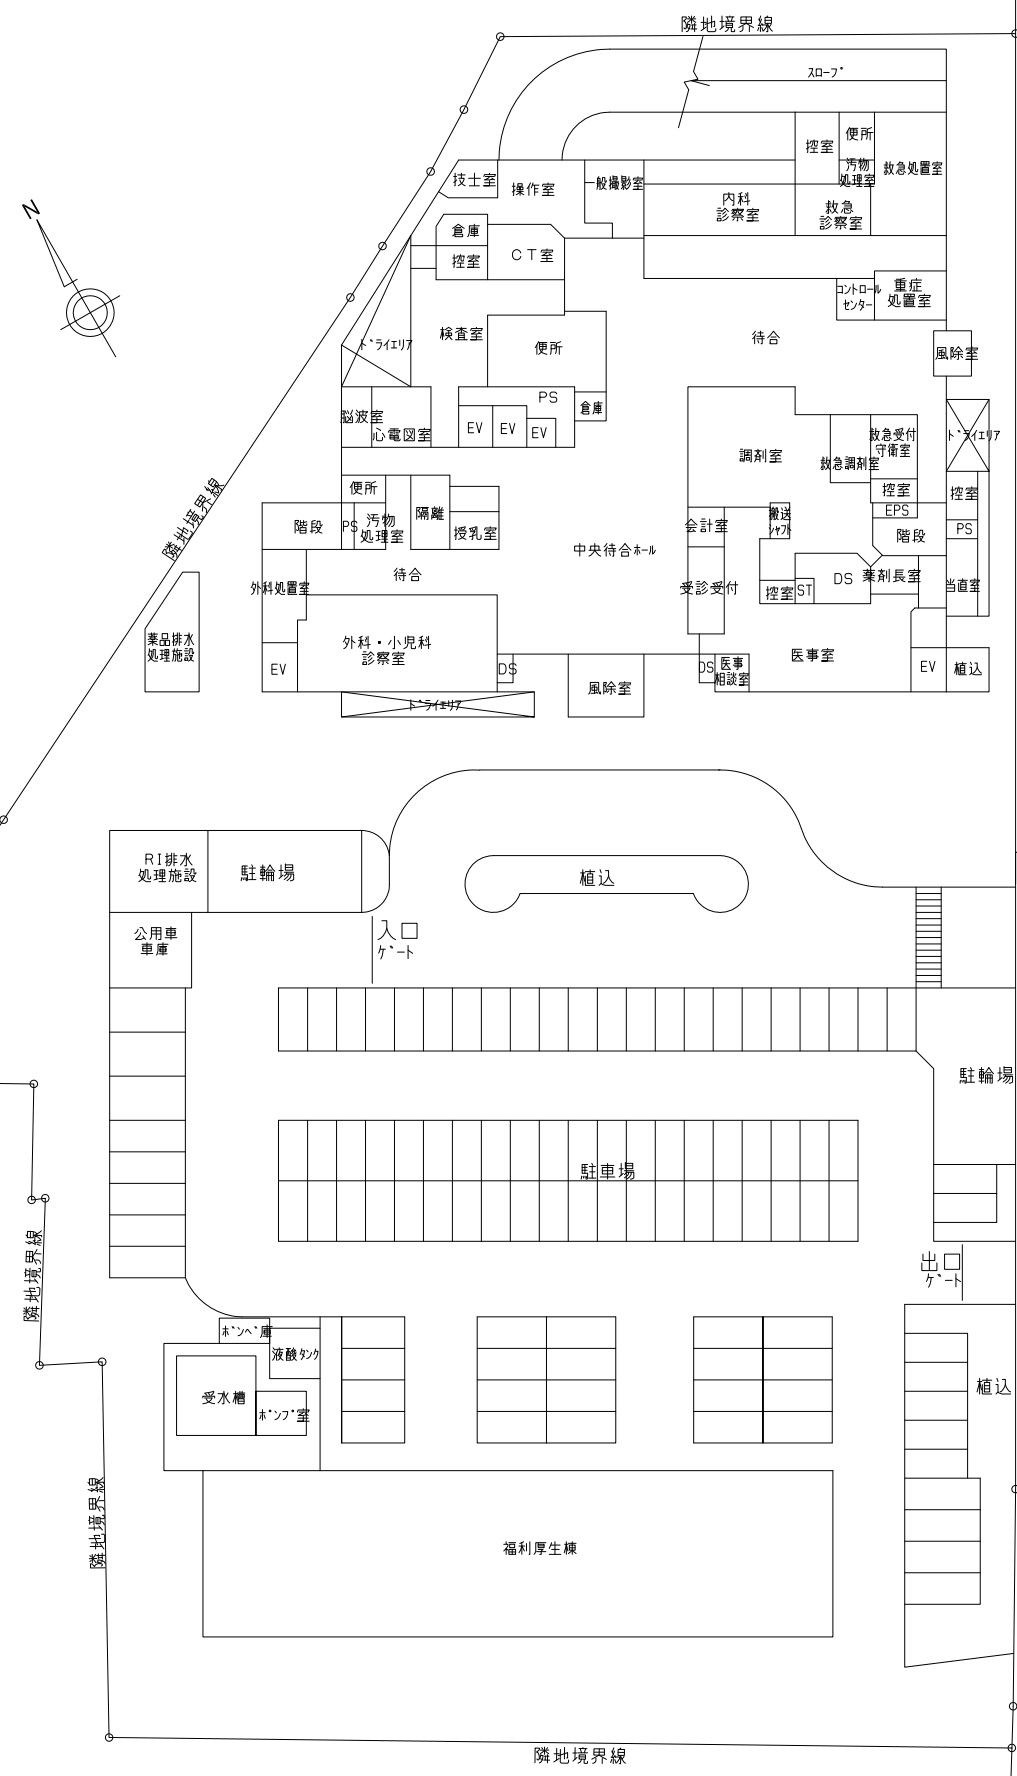 隣地境界線
スロープ
N
控室
便所
汚物
処理室
救急処置室
技士室
操作室
一般撮影室
内科
診察室
救急
診察室
倉庫
控室
CT室
コントロール
センター
重症
処置室
検査室
便所
待合
風除室
ドライエリア
脳波室
心電図室
PS
EV
EV
EV
倉庫
調剤室
救急調剤室
救急受付
守衛室
控室
ドライエリア
控室
PS
当直室
便所
階段
PS
汚物
処理室
隔離
授乳室
会計室
搬送
シャフト
EPS
階段
中央待合ホール
待合
外科処置室
受診受付
控室
ST
DS
薬剤長室
隣地境界線
薬品排水
処理施設
EV
外科・小児科
診察室
DS
風除室
DS
医事
相談室
医事室
EV
植込
ドライエリア
RI排水
処理施設
駐輪場
植込
公用車
車庫
入口
ゲート
駐輪場
駐車場
隣地境界線
出口
ゲート
ボンベ庫
液酸タンク
受水槽
ポンプ室
植込
隣地境界線
福利厚生棟
隣地境界線